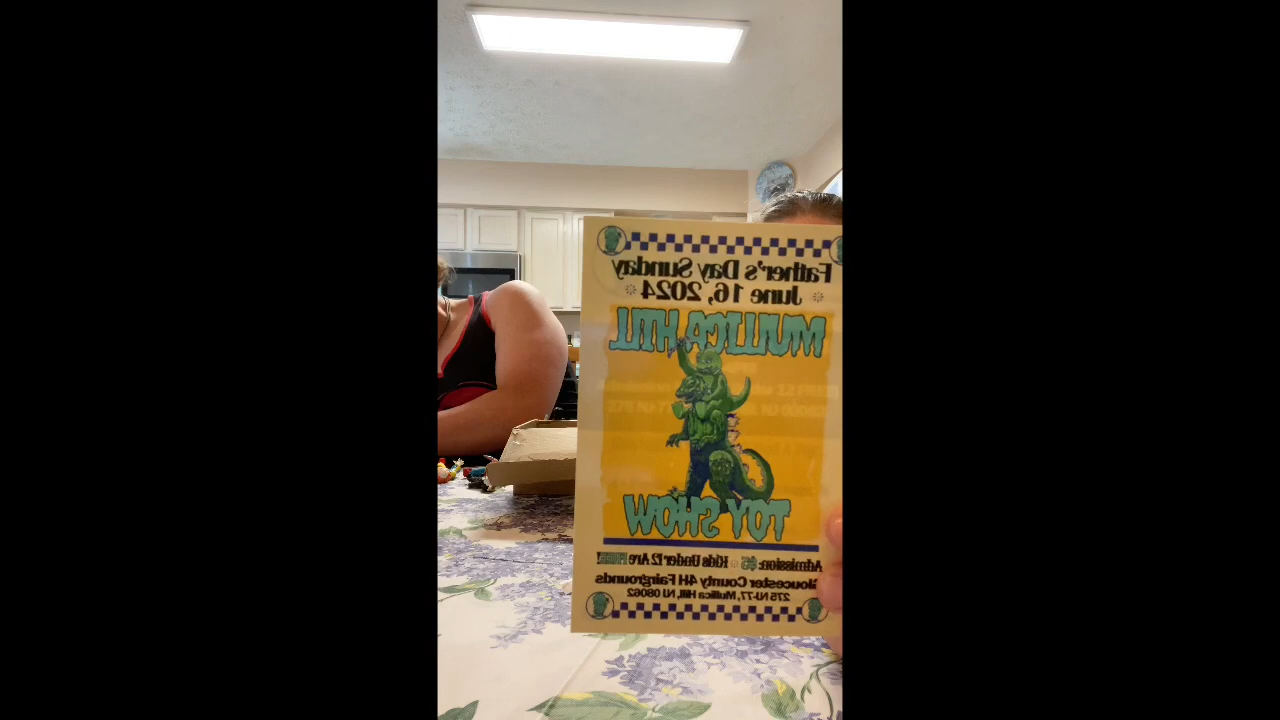 Father's Day Sunday
June 16, 2024
MULLICA HILL
TOY SHOW
Admission: $5 Kids Under 12 Are FREE!
Gloucester County 4H Fairgrounds
275 NJ-77, Mullica Hill, NJ 08062